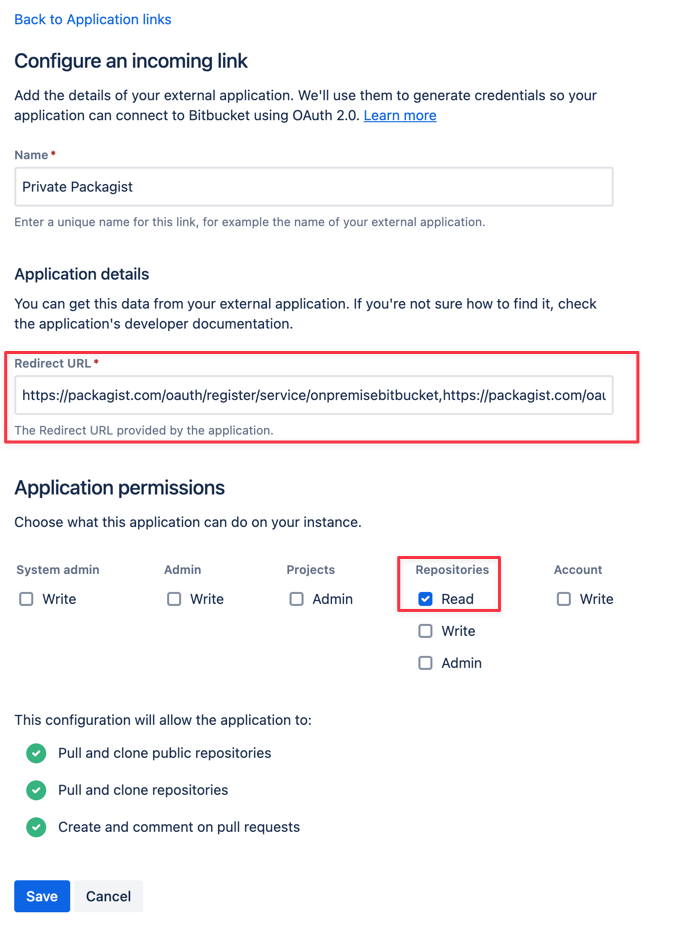 Back to Application links
Configure an incoming link
Add the details of your external application. We'll use them to generate credentials so your
application can connect to Bitbucket using OAuth 2.0. Learn more
Name *
Private Packagist
Enter a unique name for this link, for example the name of your external application.
Application details
You can get this data from your external application. If you're not sure how to find it, check
the application's developer documentation.
Redirect URL *
https://packagist.com/oauth/register/service/onpremisebitbucket,https://packagist.com/oau
The Redirect URL provided by the application.
Application permissions
Choose what this application can do on your instance.
System admin Admin Projects Repositories Account
Write Write Admin Read Write
Write
Admin
This configuration will allow the application to:
Pull and clone public repositories
Pull and clone repositories
Create and comment on pull requests
Save Cancel